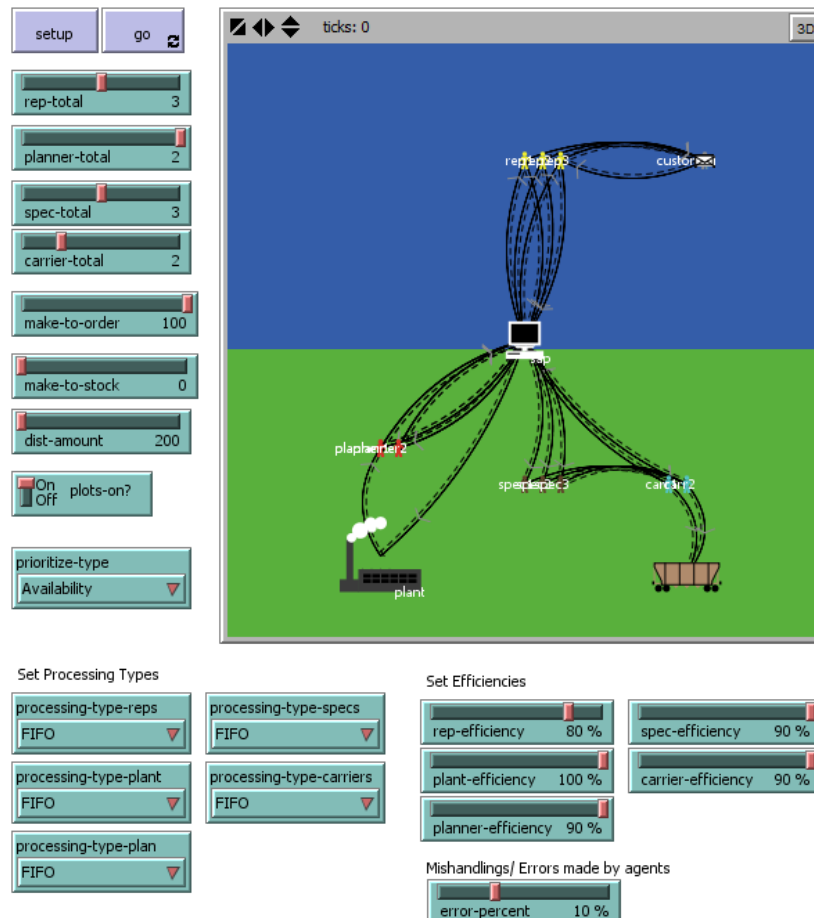 setup
go
ticks: 0
3D
rep-total 3
planner-total 2
spec-total 3
carrier-total 2
make-to-order 100
make-to-stock 0
dist-amount 200
On
Off
plots-on?
prioritize-type
Availability
sap
plant
Set Processing Types
processing-type-reps
FIFO
processing-type-specs
FIFO
processing-type-plant
FIFO
processing-type-carriers
FIFO
processing-type-plan
FIFO
Set Efficiencies
rep-efficiency 80 %
spec-efficiency 90 %
plant-efficiency 100 %
carrier-efficiency 90 %
planner-efficiency 90 %
Mishandlings/ Errors made by agents
error-percent 10 %